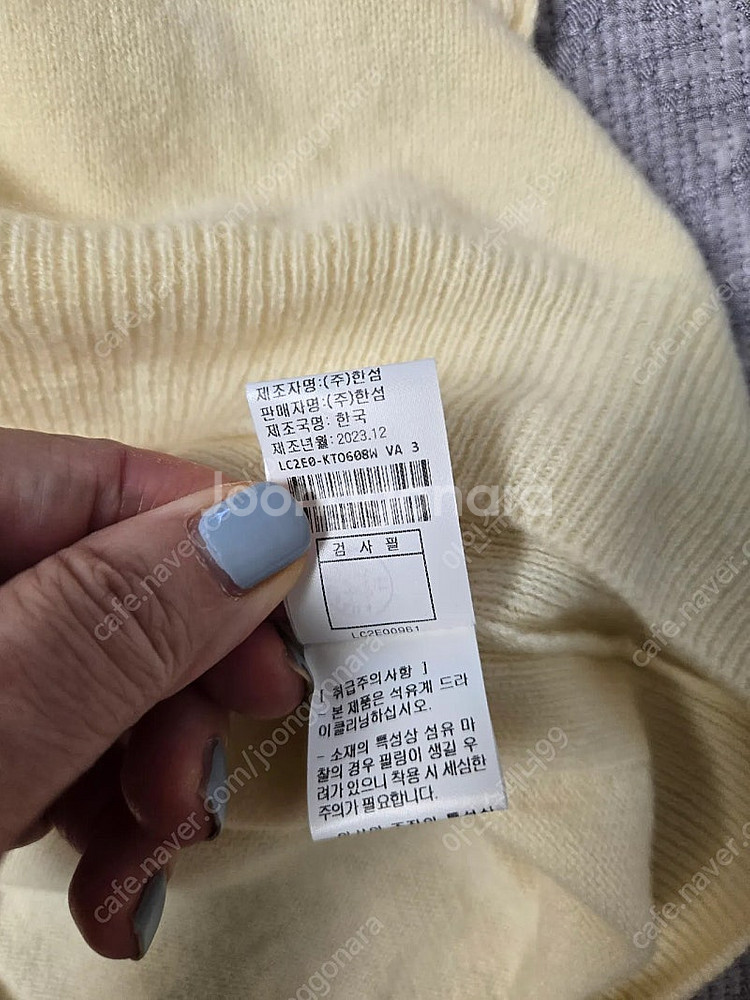 제조자명:(주)한섬
판매자명:(주)한섬
제조국명: 한국
제조년월: 2023.12
LC2E0-KTO608W VA 3
검 사 필
LC2E00961
[ 취급주의사항 ]
- 본 제품은 석유계 드라
이클리닝하십시오.
- 소재의 특성상 섬유 마
찰의 경우 필링이 생길 우
려가 있으니 착용 시 세심한
주의가 필요합니다.
cafe.naver.com/joonggonara